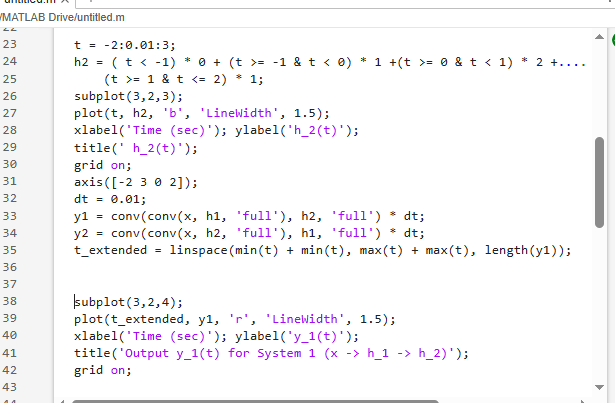 untitled.m
/MATLAB Drive/untitled.m
23 t = -2:0.01:3;
24 h2 = ( t < -1) * 0 + (t >= -1 & t < 0) * 1 +(t >= 0 & t < 1) * 2 +....
25 (t >= 1 & t <= 2) * 1;
26 subplot(3,2,3);
27 plot(t, h2, 'b', 'LineWidth', 1.5);
28 xlabel('Time (sec)'); ylabel('h_2(t)');
29 title(' h_2(t)');
30 grid on;
31 axis([-2 3 0 2]);
32 dt = 0.01;
33 y1 = conv(conv(x, h1, 'full'), h2, 'full') * dt;
34 y2 = conv(conv(x, h2, 'full'), h1, 'full') * dt;
35 t_extended = linspace(min(t) + min(t), max(t) + max(t), length(y1));
36
37
38 subplot(3,2,4);
39 plot(t_extended, y1, 'r', 'LineWidth', 1.5);
40 xlabel('Time (sec)'); ylabel('y_1(t)');
41 title('Output y_1(t) for System 1 (x -> h_1 -> h_2)');
42 grid on;
43